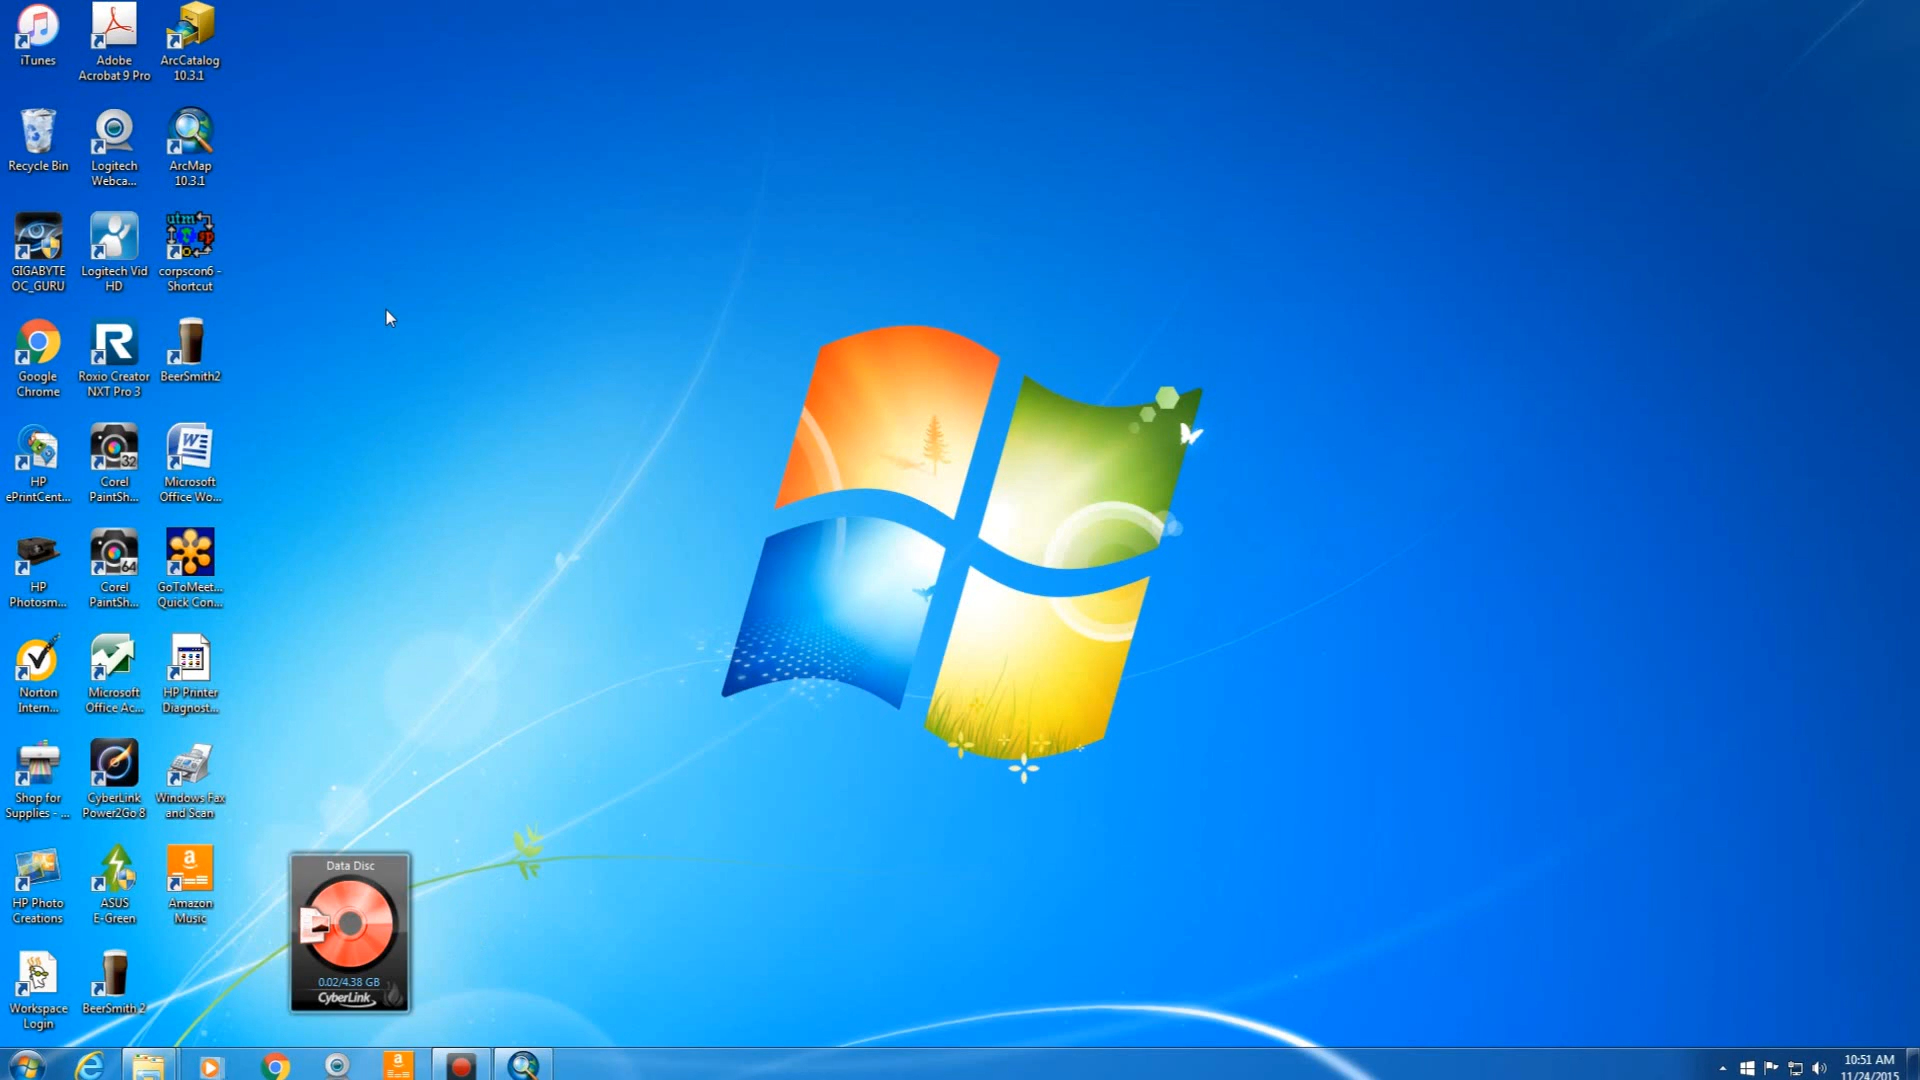 iTunes
Adobe
Acrobat 9 Pro
ArcCatalog
10.3.1
Recycle Bin
Logitech
Webca...
ArcMap
10.3.1
GIGABYTE
OC_GURU
Logitech Vid
HD
utm
sp
corpscon6 -
Shortcut
Google
Chrome
R
Roxio Creator
NXT Pro 3
BeerSmith2
HP
ePrintCent...
32
Corel
PaintSh...
W
Microsoft
Office Wo...
HP
Photosm...
64
Corel
PaintSh...
GoToMeet...
Quick Con...
Norton
Intern...
Microsoft
Office Ac...
HP Printer
Diagnost...
Shop for
Supplies - ...
CyberLink
Power2Go 8
Windows Fax
and Scan
HP Photo
Creations
ASUS
E-Green
a
Amazon
Music
Workspace
Login
BeerSmith 2
Data Disc
0.02/4.38 GB
CyberLink
a
10:51 AM
11/24/2015